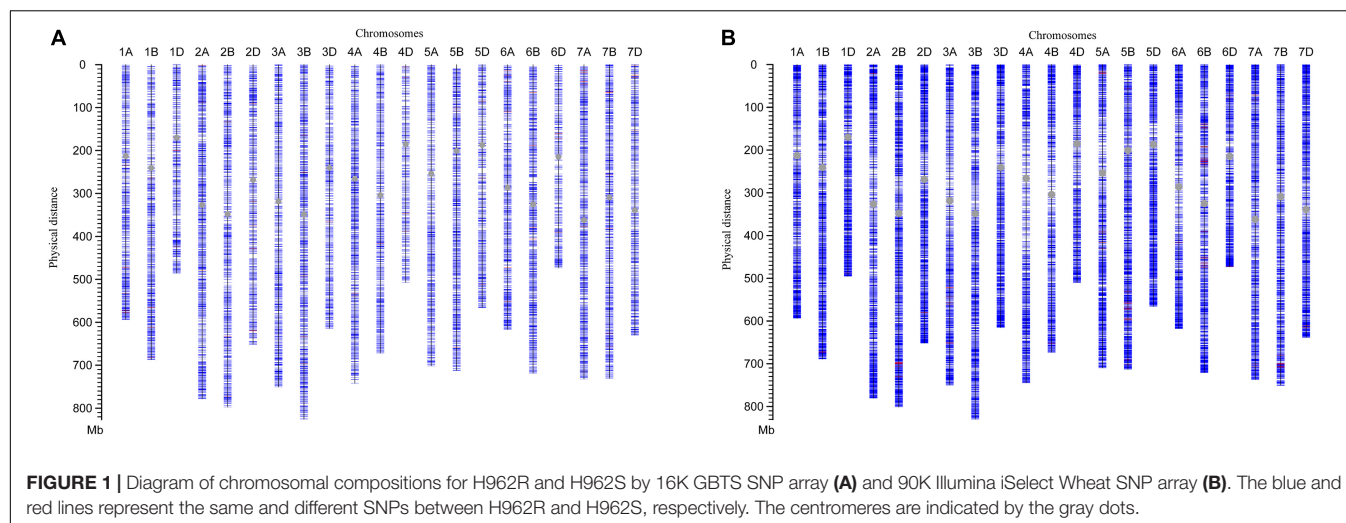 A
Chromosomes
1A 1B 1D 2A 2B 2D 3A 3B 3D 4A 4B 4D 5A 5B 5D 6A 6B 6D 7A 7B 7D
Physical distance
0
100
200
300
400
500
600
700
800
Mb
B
Chromosomes
1A 1B 1D 2A 2B 2D 3A 3B 3D 4A 4B 4D 5A 5B 5D 6A 6B 6D 7A 7B 7D
Physical distance
0
100
200
300
400
500
600
700
800
Mb
FIGURE 1 | Diagram of chromosomal compositions for H962R and H962S by 16K GBTS SNP array (A) and 90K Illumina iSelect Wheat SNP array (B). The blue and
red lines represent the same and different SNPs between H962R and H962S, respectively. The centromeres are indicated by the gray dots.